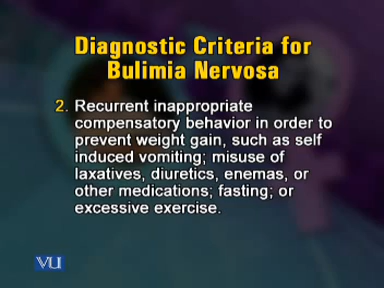 Diagnostic Criteria for
Bulimia Nervosa
2. Recurrent inappropriate
compensatory behavior in order to
prevent weight gain, such as self
induced vomiting; misuse of
laxatives, diuretics, enemas, or
other medications; fasting; or
excessive exercise.
VU